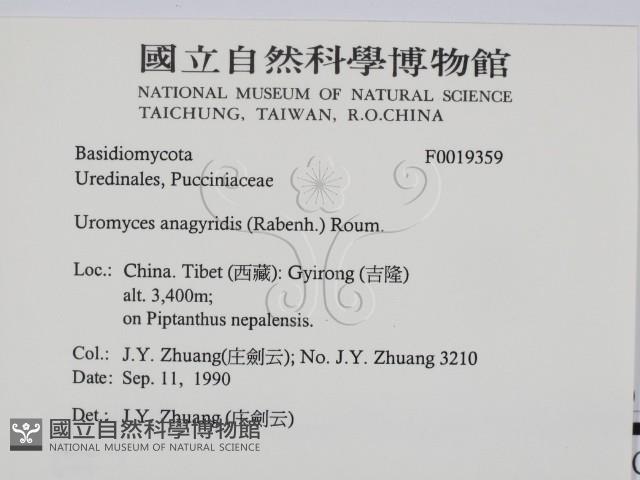 國立自然科學博物館
NATIONAL MUSEUM OF NATURAL SCIENCE
TAICHUNG, TAIWAN, R.O.CHINA
Basidiomycota F0019359
Uredinales, Pucciniaceae
Uromyces anagyridis (Rabenh.) Roum.
Loc.: China. Tibet (西藏): Gyirong (吉隆)
alt. 3,400m;
on Piptanthus nepalensis.
Col.: J.Y. Zhuang(庄劍云); No. J.Y. Zhuang 3210
Date: Sep. 11, 1990
Det.: J.Y. Zhuang (庄劍云)
國立自然科學博物館
NATIONAL MUSEUM OF NATURAL SCIENCE